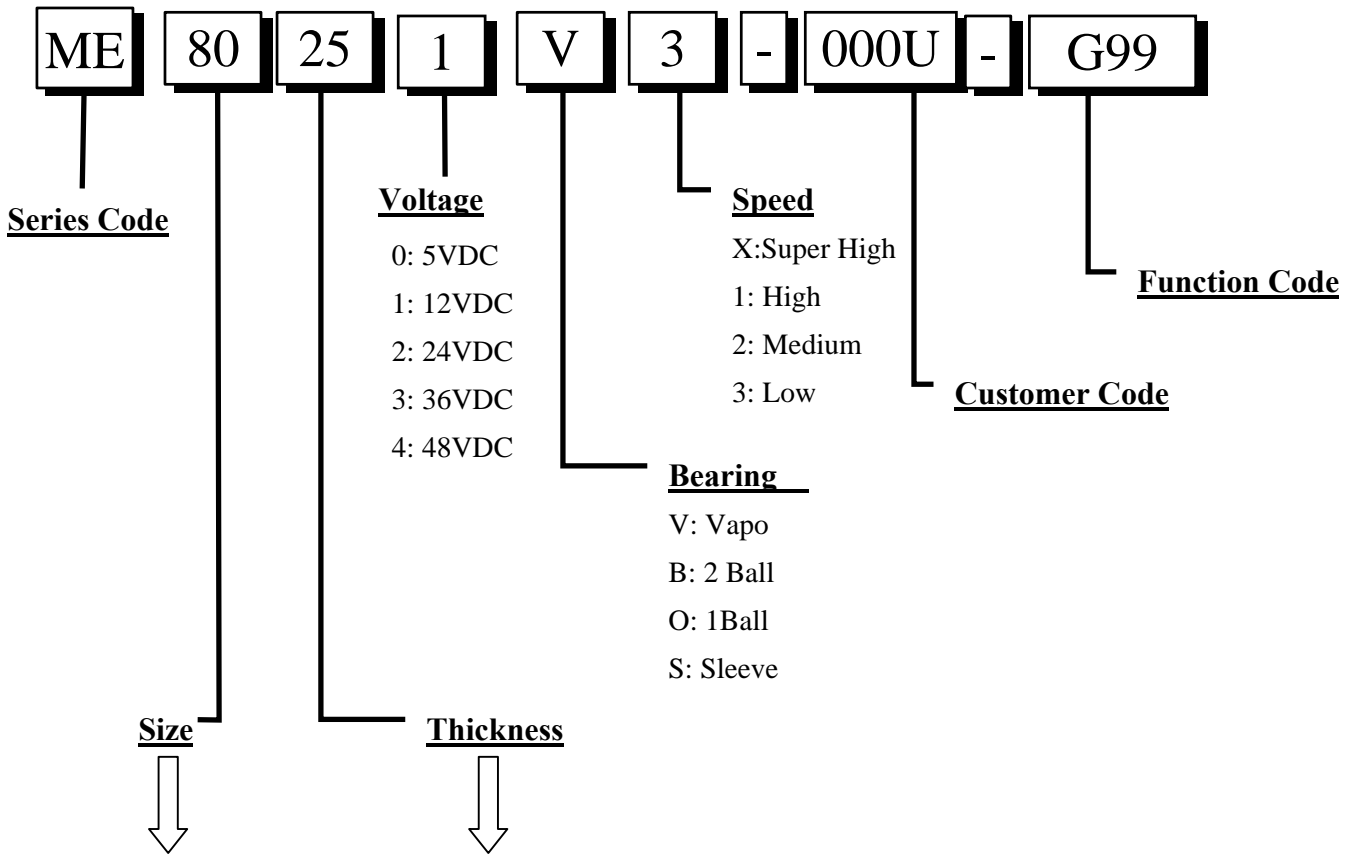 ME 80 25 1 V 3 - 000U - G99
Series Code
Voltage
0: 5VDC
1: 12VDC
2: 24VDC
3: 36VDC
4: 48VDC
Speed
X:Super High
1: High
2: Medium
3: Low
Function Code
Customer Code
Bearing
V: Vapo
B: 2 Ball
O: 1Ball
S: Sleeve
Size
Thickness